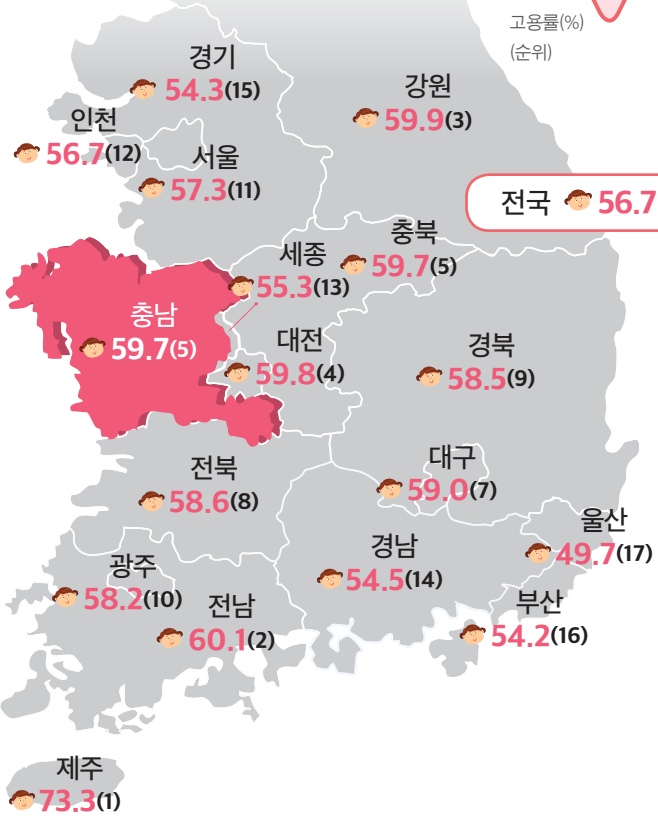 고용률(%)
(순위)
경기
54.3(15)
강원
59.9(3)
인천
56.7(12)
서울
57.3(11)
전국 56.7
충북
59.7(5)
세종
55.3(13)
충남
59.7(5)
대전
59.8(4)
경북
58.5(9)
대구
59.0(7)
전북
58.6(8)
울산
49.7(17)
경남
54.5(14)
광주
58.2(10)
전남
60.1(2)
부산
54.2(16)
제주
73.3(1)